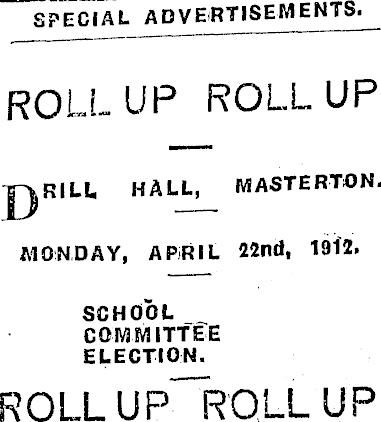 SPECIAL ADVERTISEMENTS.
ROLL UP ROLL UP
DRILL HALL, MASTERTON.
MONDAY, APRIL 22nd, 1912.
SCHOOL
COMMITTEE
ELECTION.
ROLL UP ROLL UP